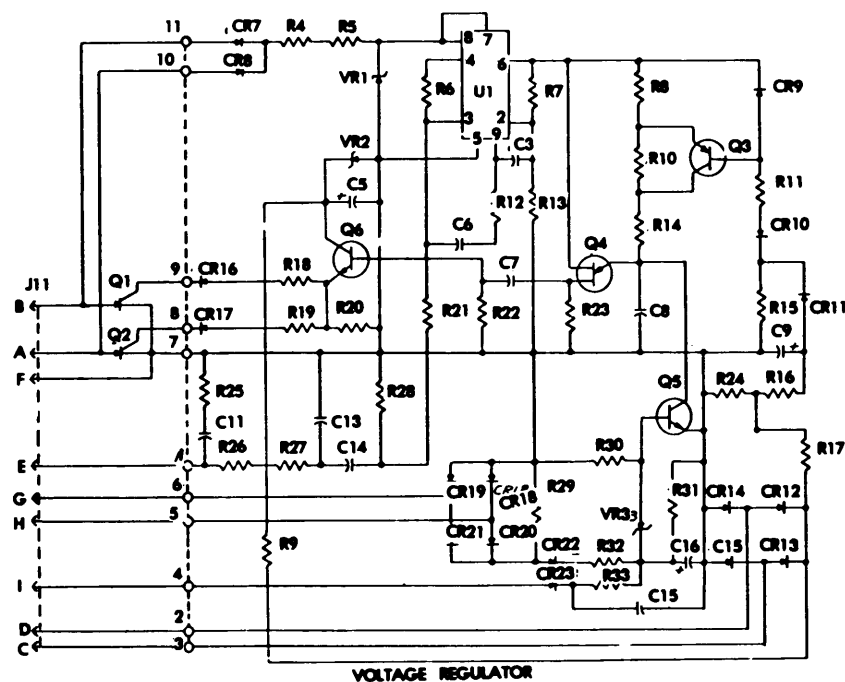 11 CR7 R4 R5 8 7
10 CR8 4 6
R6 U1 R7 R8 CR9
VR1
3 2
VR2 5 9 C3 Q3
R10
C5 R12 R13 R11
Q6 R14 CR10
C6 Q4
J11 Q1 9 CR16 R18 C7
B R15 CR11
8 CR17 R19 R20 R21 R22 R23 C8
Q2 C9
A 7
F R24 R16
R25 R28 Q5
C11 C13 R17
R26 R27 C14 R30
E
G 6 CR19 CR18 R29 R31 CR14 CR12
H 5 VR3
R9 CR21 CR20 CR22 R32 C16 C15 CR13
I 4 CR23 R33
C15
D 2
C 3
VOLTAGE REGULATOR